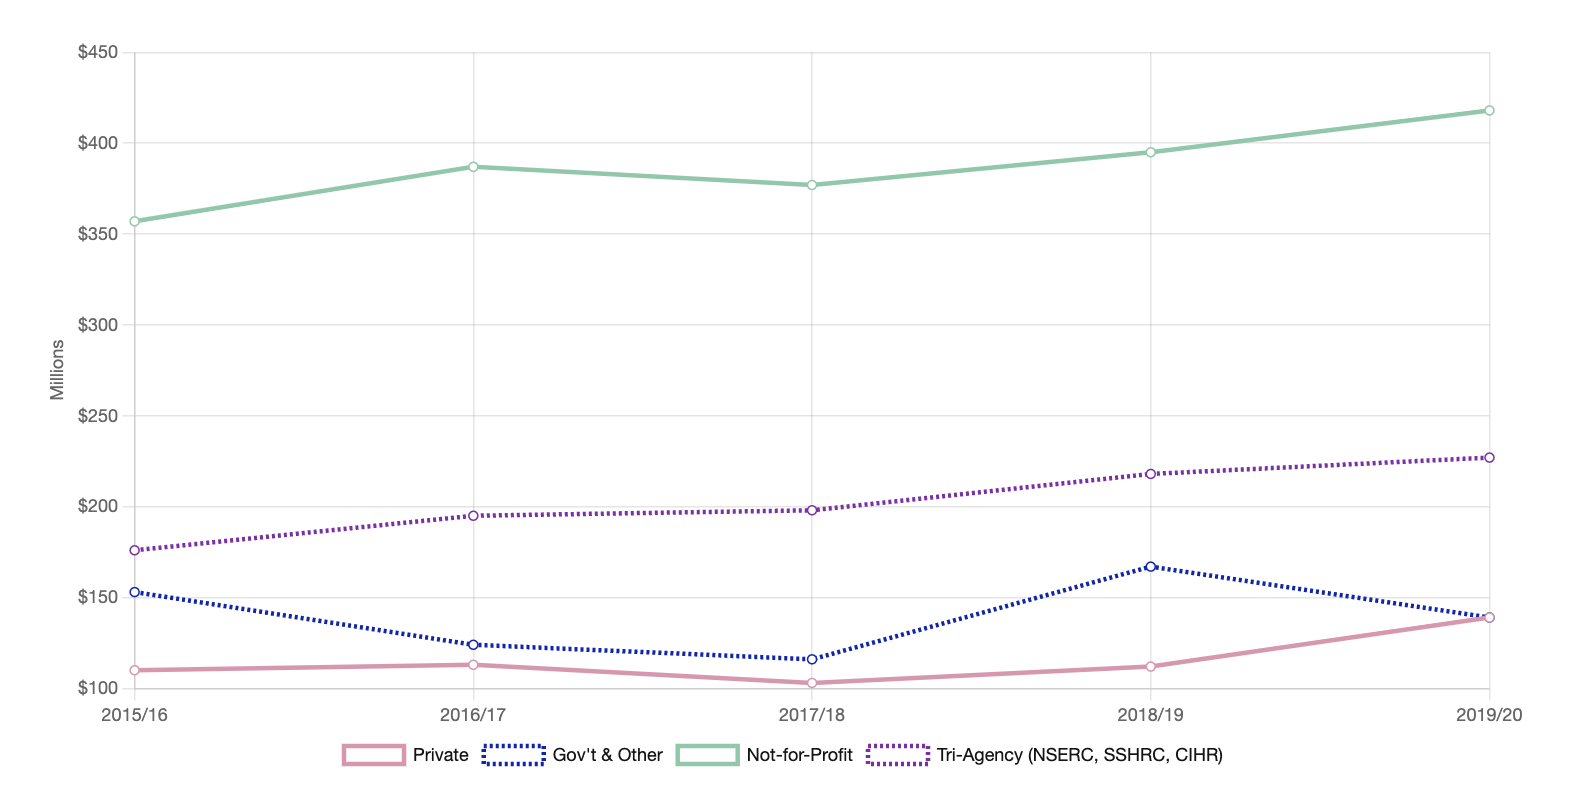 $450
$400
$350
$300
$250
$200
$150
$100
Millions
2015/16 2016/17 2017/18 2018/19 2019/20
Private Gov't & Other Not-for-Profit Tri-Agency (NSERC, SSHRC, CIHR)